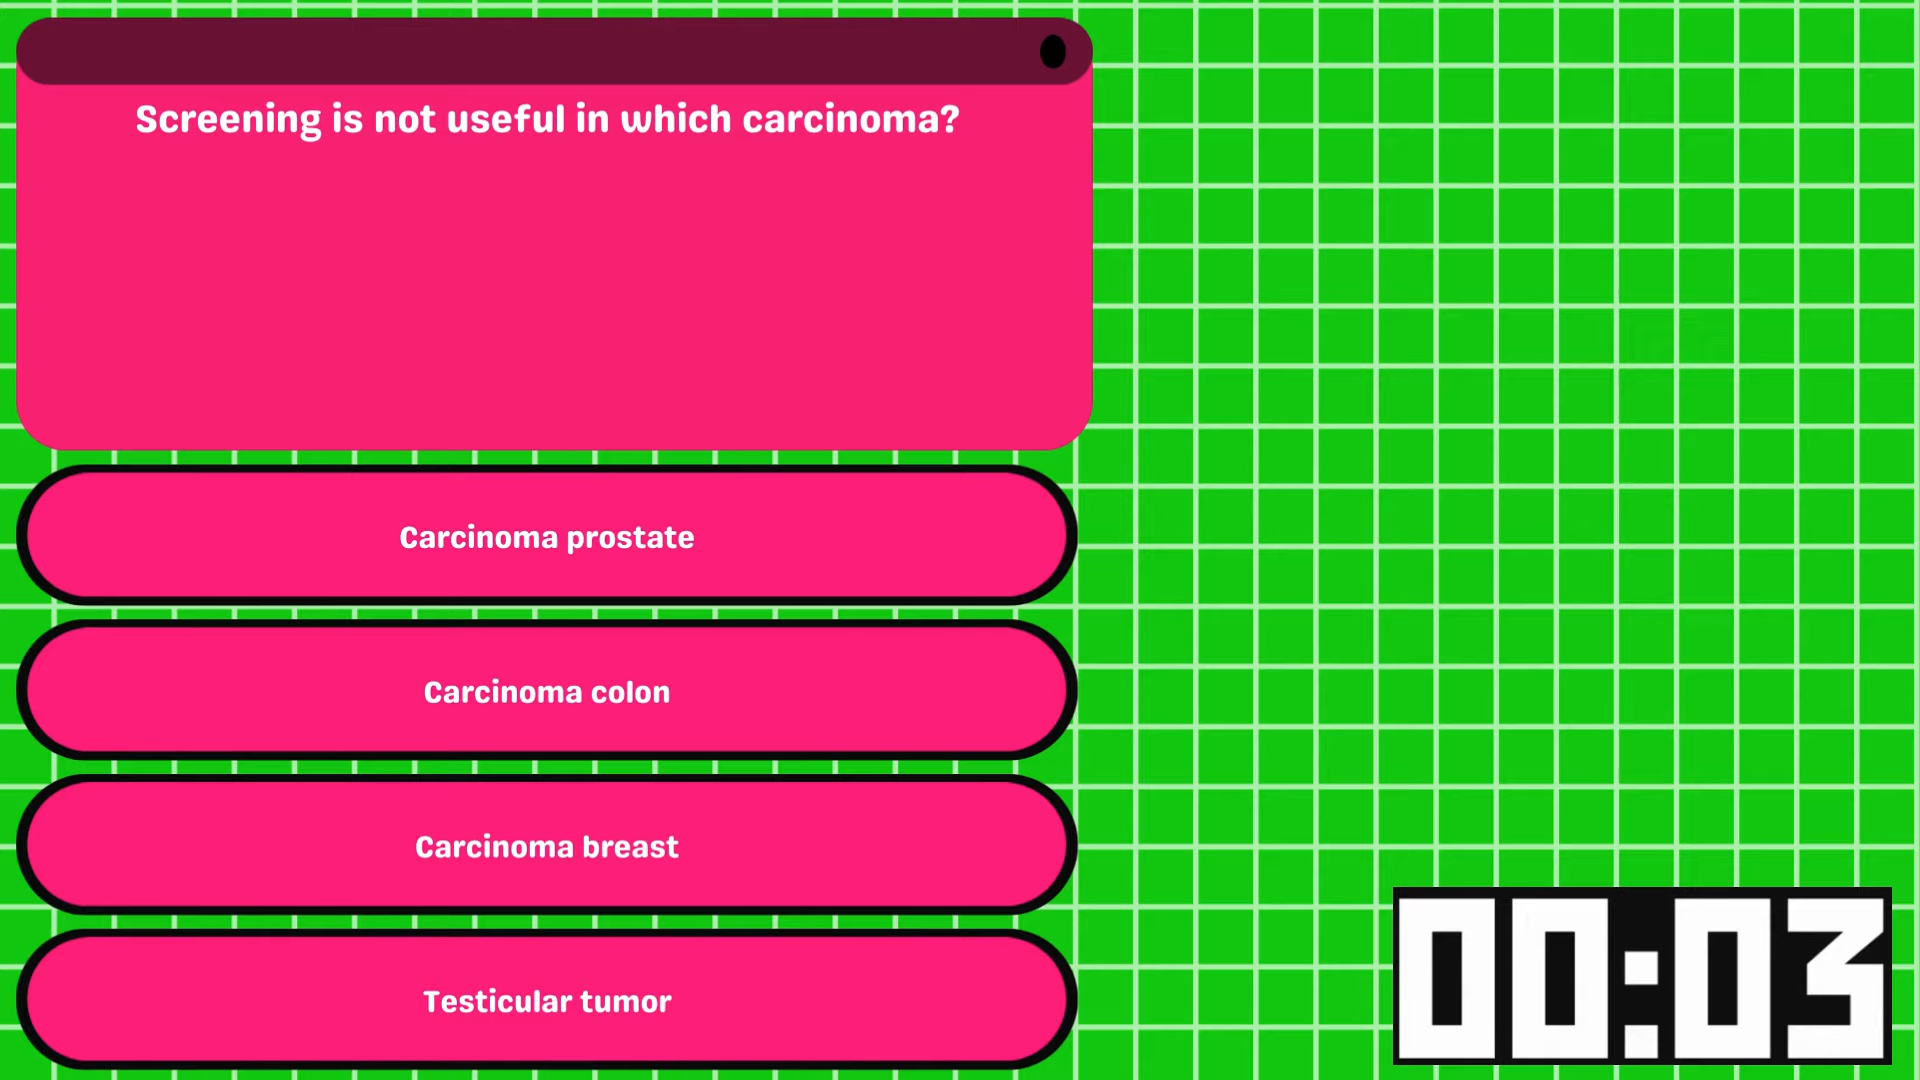 Screening is not useful in which carcinoma?
Carcinoma prostate
Carcinoma colon
Carcinoma breast
Testicular tumor
00:03